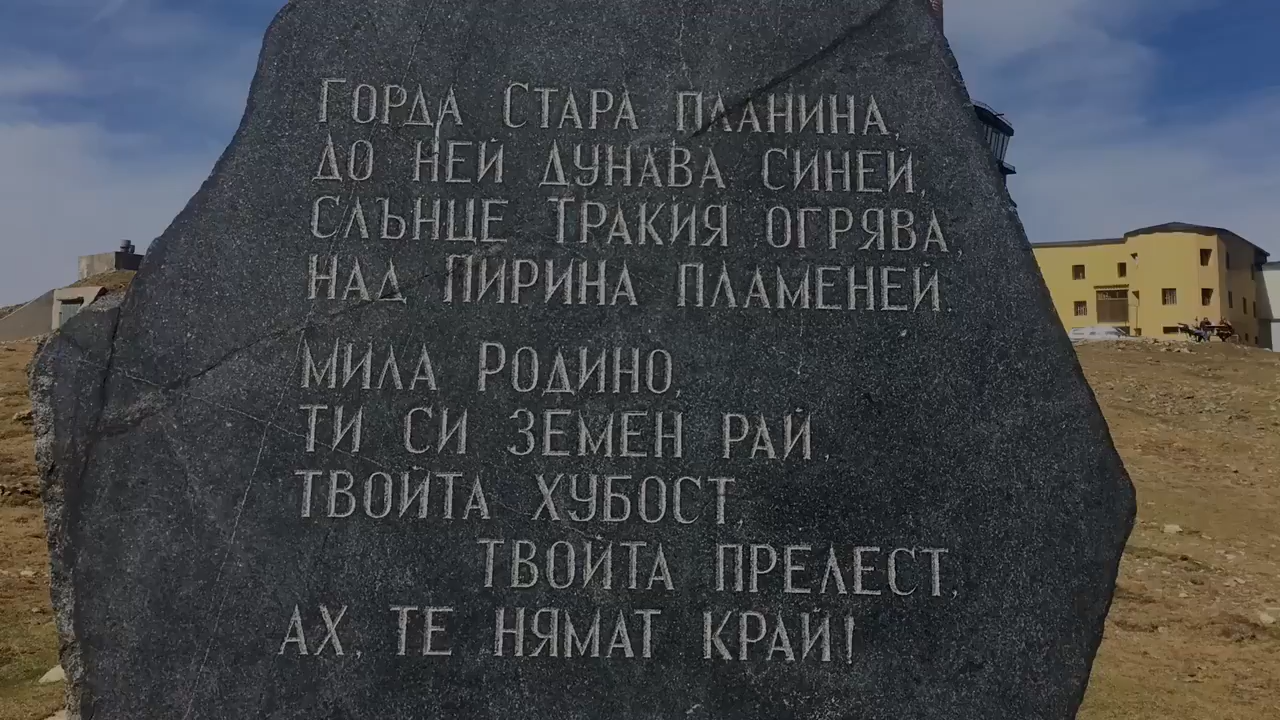 Горда Стара планина,
до ней Дунава синей,
слънце Тракия огрява,
над Пирина пламеней.
Мила Родино,
ти си земен рай,
твойта хубост,
твоита прелест,
ах, те нямат край!